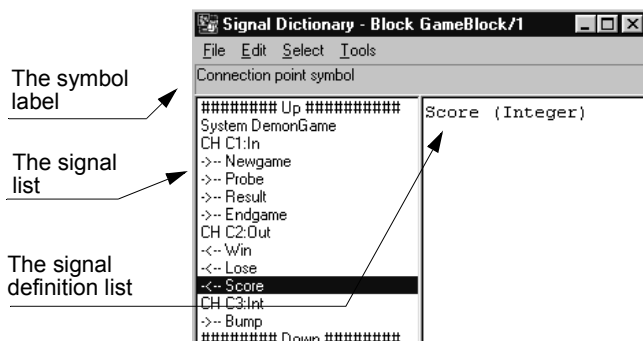 Signal Dictionary - Block GameBlock/1
File Edit Select Tools
Connection point symbol
The symbol
label
The signal
list
The signal
definition list
######## Up ##########
System DemonGame
CH C1:In
->-- Newgame
->-- Probe
->-- Result
->-- Endgame
CH C2:Out
-<-- Win
-<-- Lose
-<-- Score
CH C3:Int
->-- Bump
######## Down ########
Score (Integer)